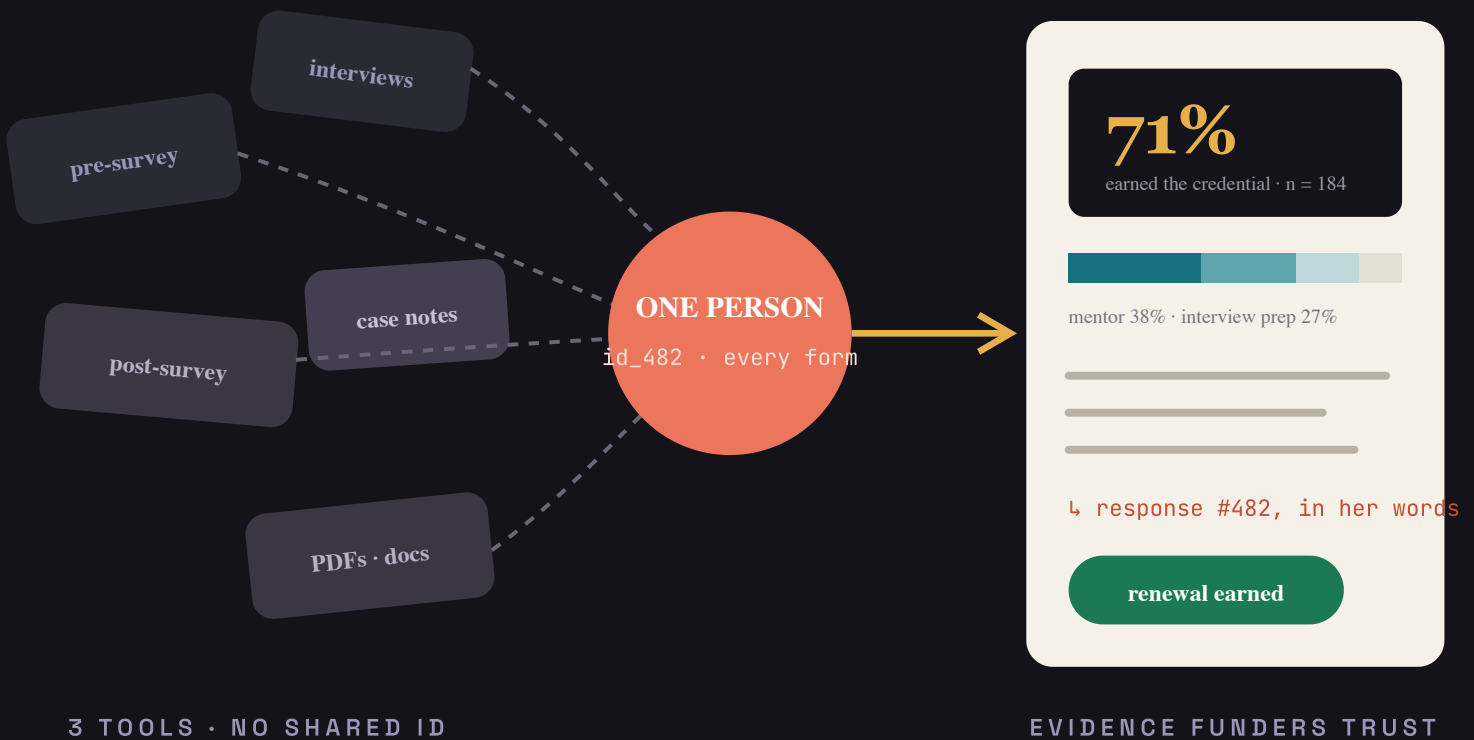 interviews
pre-survey
case notes
post-survey
PDFs · docs
3 TOOLS · NO SHARED ID
ONE PERSON
id_482 · every form
71%
earned the credential · n = 184
mentor 38% · interview prep 27%
↳ response #482, in her words
renewal earned
EVIDENCE FUNDERS TRUST